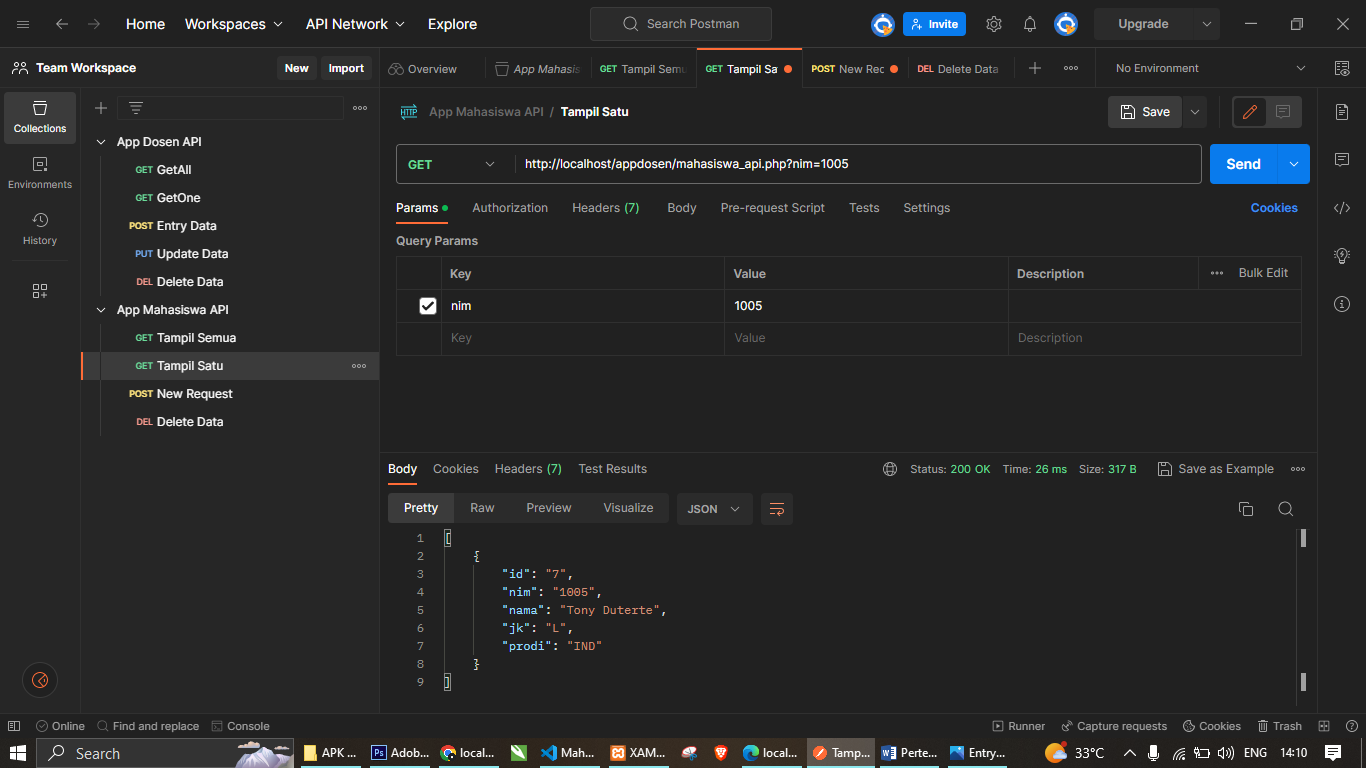 Home Workspaces API Network Explore Search Postman Invite Upgrade
Team Workspace New Import Overview App Mahasis GET Tampil Semu GET Tampil Sa POST New Rec DEL Delete Data No Environment
Collections
Environments
History
App Dosen API
GET GetAll
GET GetOne
POST Entry Data
PUT Update Data
DEL Delete Data
App Mahasiswa API
GET Tampil Semua
GET Tampil Satu
POST New Request
DEL Delete Data
HTTP App Mahasiswa API / Tampil Satu Save
GET http://localhost/appdosen/mahasiswa_api.php?nim=1005 Send
Params Authorization Headers (7) Body Pre-request Script Tests Settings Cookies
Query Params
Key Value Description Bulk Edit
nim 1005
Key Value Description
Body Cookies Headers (7) Test Results Status: 200 OK Time: 26 ms Size: 317 B Save as Example
Pretty Raw Preview Visualize JSON
1 [
2 {
3 "id": "7",
4 "nim": "1005",
5 "nama": "Tony Duterte",
6 "jk": "L",
7 "prodi": "IND"
8 }
9 ]
Online Find and replace Console Runner Capture requests Cookies Trash
Search APK ... Adob... local... Mah... XAM... local... Tamp... Perte... Entry... 33°C ENG 14:10